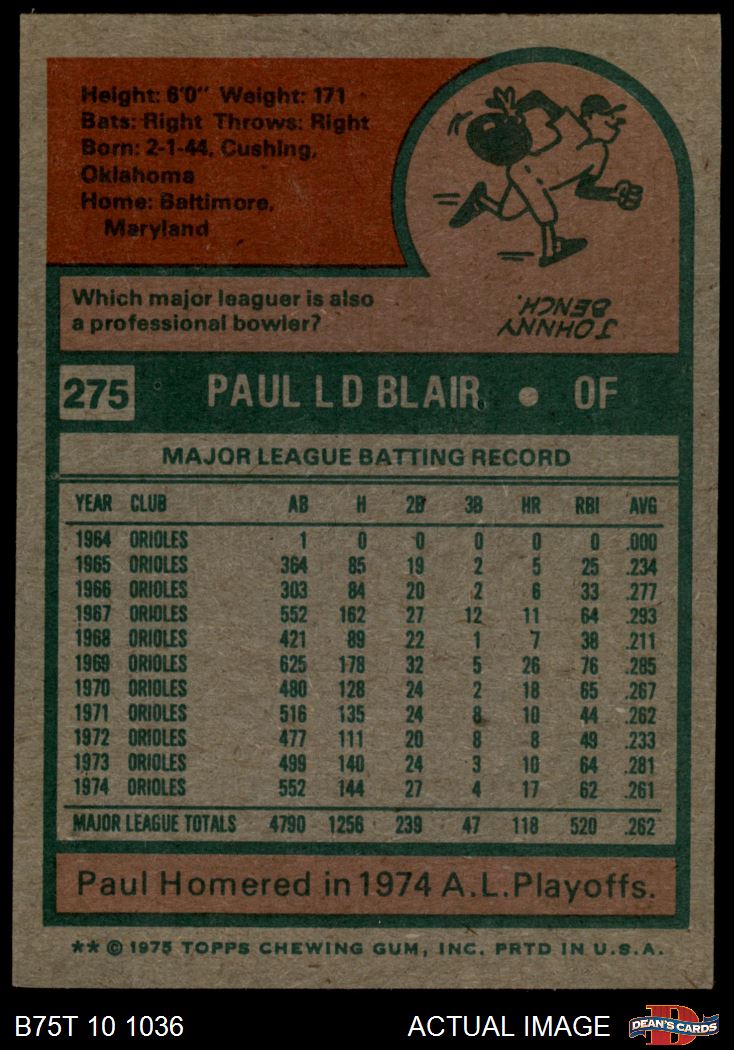 Height: 6'0" Weight: 171
Bats: Right Throws: Right
Born: 2-1-44, Cushing,
Oklahoma
Home: Baltimore,
Maryland
Which major leaguer is also
a professional bowler?
JOHNNY
BENCH.
275 PAUL L D BLAIR • OF
MAJOR LEAGUE BATTING RECORD
YEAR CLUB AB H 2B 3B HR RBI AVG
1964 ORIOLES 1 0 0 0 0 0 .000
1965 ORIOLES 364 85 19 2 5 25 .234
1966 ORIOLES 303 84 20 2 6 33 .277
1967 ORIOLES 552 162 27 12 11 64 .293
1968 ORIOLES 421 89 22 1 7 38 .211
1969 ORIOLES 625 178 32 5 26 76 .285
1970 ORIOLES 480 128 24 2 18 65 .267
1971 ORIOLES 516 135 24 8 10 44 .262
1972 ORIOLES 477 111 20 8 8 49 .233
1973 ORIOLES 499 140 24 3 10 64 .281
1974 ORIOLES 552 144 27 4 17 62 .261
MAJOR LEAGUE TOTALS 4790 1256 239 47 118 520 .262
Paul Homered in 1974 A.L. Playoffs.
** © 1975 TOPPS CHEWING GUM, INC. PRTD IN U.S.A.
B75T 10 1036 ACTUAL IMAGE D DEAN'S CARDS